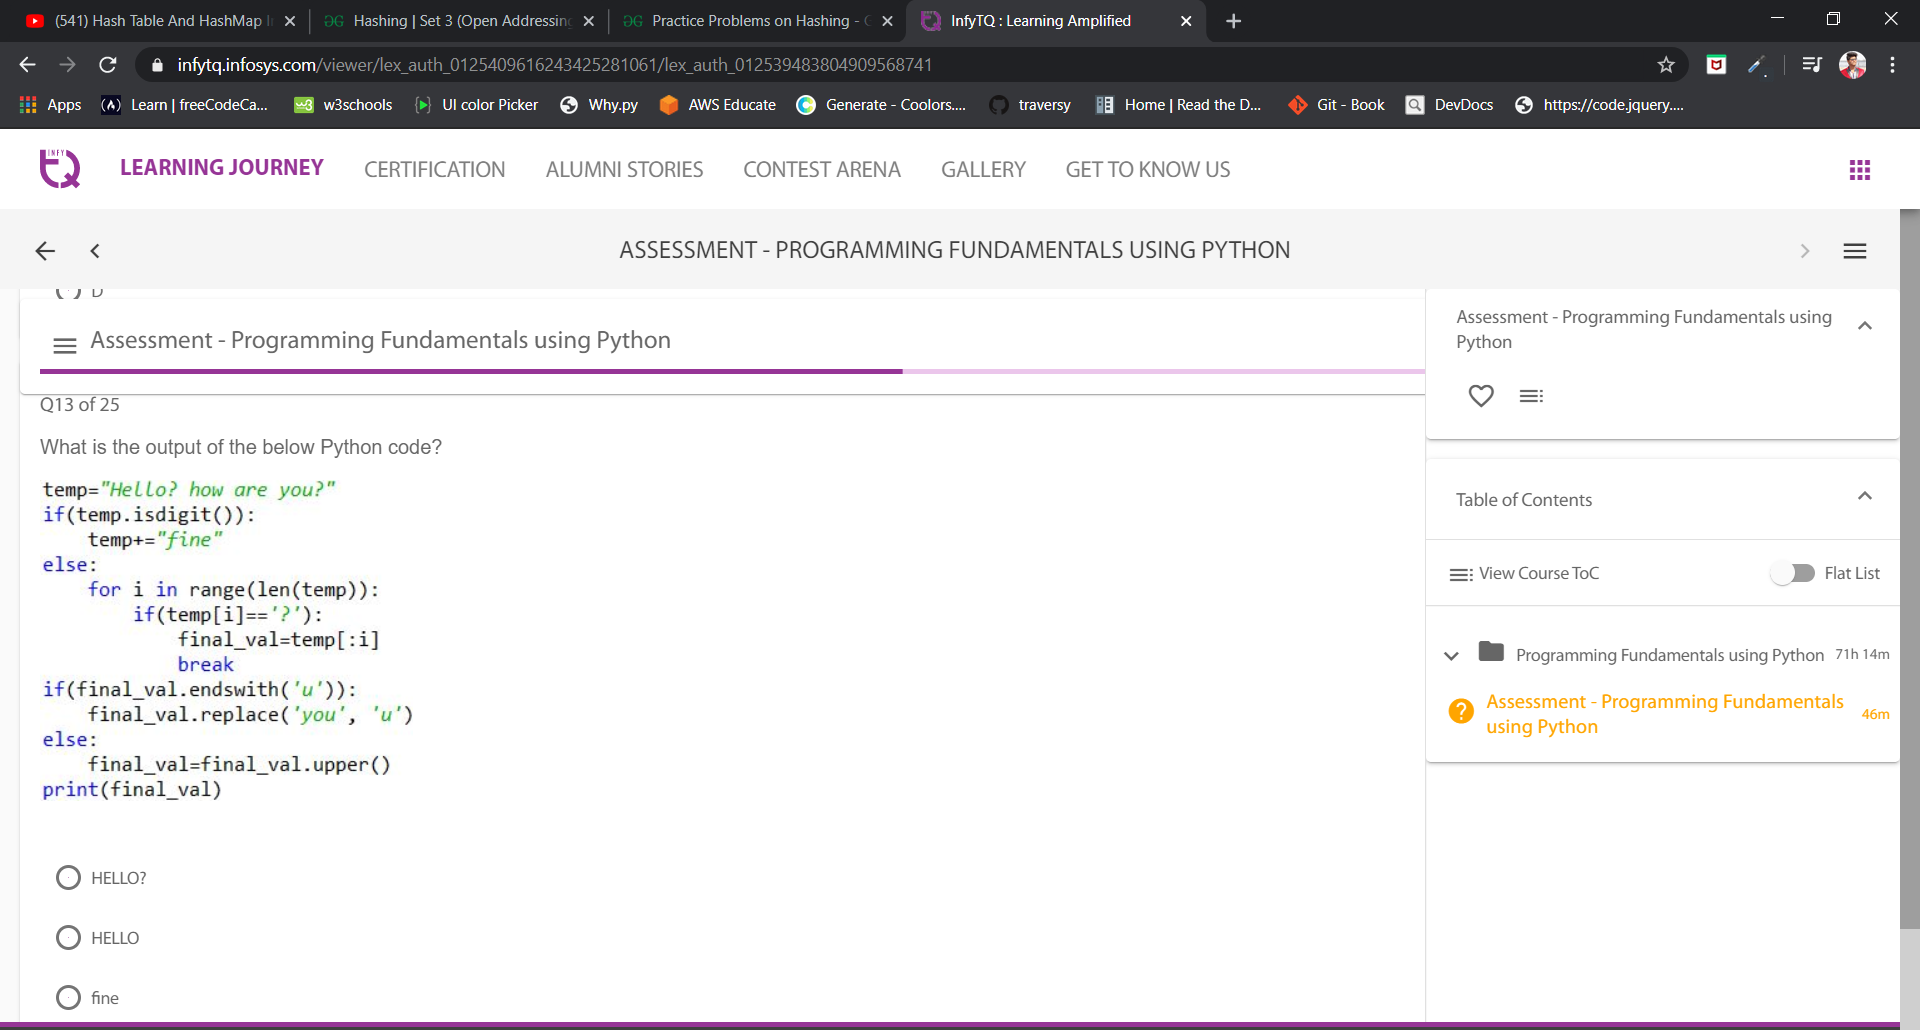 (541) Hash Table And HashMap I
Hashing | Set 3 (Open Addressing
Practice Problems on Hashing - G
InfyTQ : Learning Amplified
infytq.infosys.com/viewer/lex_auth_0125409616243425281061/lex_auth_012539483804909568741
Apps
Learn | freeCodeCa...
w3schools
UI color Picker
Why.py
AWS Educate
Generate - Coolors....
traversy
Home | Read the D...
Git - Book
DevDocs
https://code.jquery....
INFY
LEARNING JOURNEY
CERTIFICATION
ALUMNI STORIES
CONTEST ARENA
GALLERY
GET TO KNOW US
ASSESSMENT - PROGRAMMING FUNDAMENTALS USING PYTHON
D
Assessment - Programming Fundamentals using Python
Q13 of 25
What is the output of the below Python code?
temp="Hello? how are you?"
if(temp.isdigit()):
    temp+="fine"
else:
    for i in range(len(temp)):
        if(temp[i]=='?'):
            final_val=temp[:i]
            break
if(final_val.endswith('u')):
    final_val.replace('you', 'u')
else:
    final_val=final_val.upper()
print(final_val)
HELLO?
HELLO
fine
Assessment - Programming Fundamentals using
Python
Table of Contents
View Course ToC
Flat List
Programming Fundamentals using Python 71h 14m
Assessment - Programming Fundamentals
using Python
46m